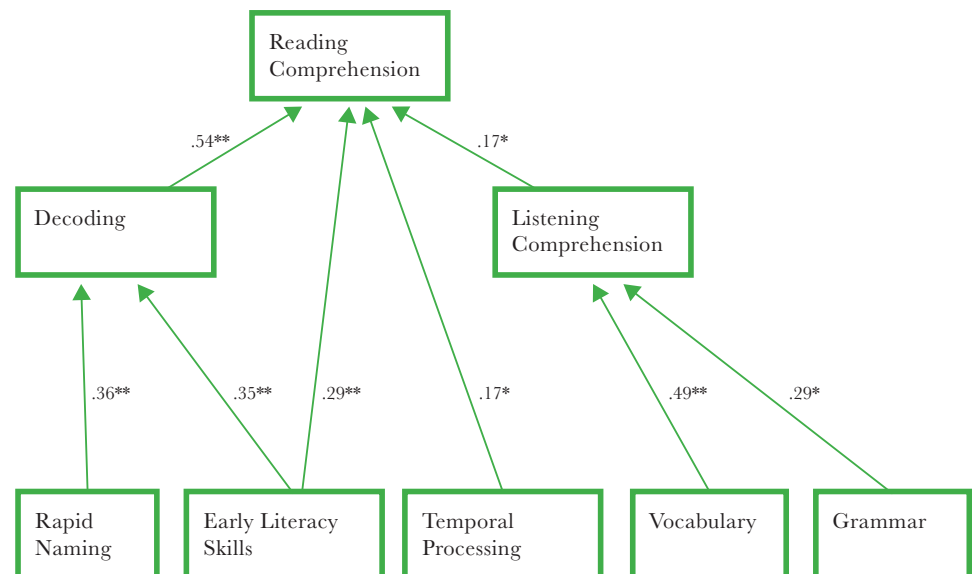 Reading
Comprehension
.54**
.17*
Decoding
Listening
Comprehension
.36**
.35**
.29**
.17*
.49**
.29*
Rapid
Naming
Early Literacy
Skills
Temporal
Processing
Vocabulary
Grammar